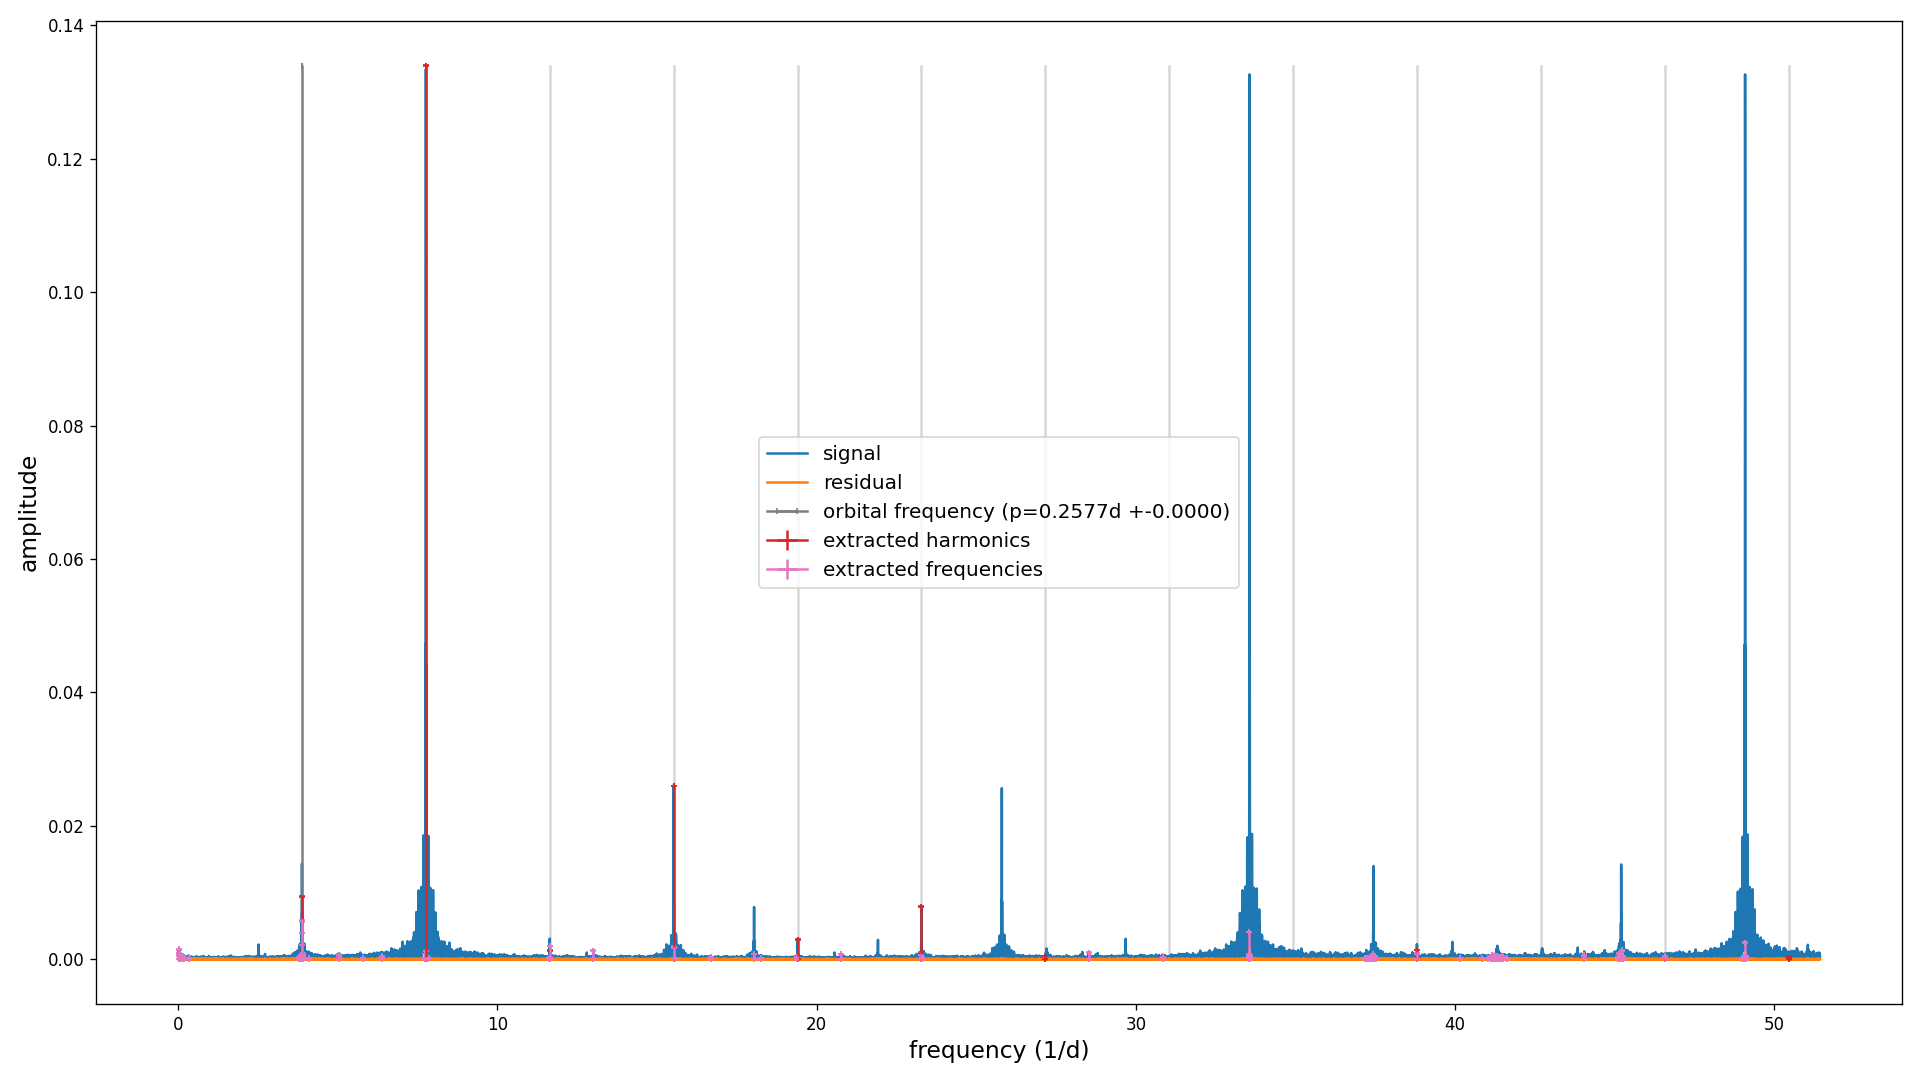 0.14
0.12
0.10
0.08
0.06
0.04
0.02
0.00
amplitude
signal
residual
orbital frequency (p=0.2577d +-0.0000)
extracted harmonics
extracted frequencies
0 10 20 30 40 50
frequency (1/d)